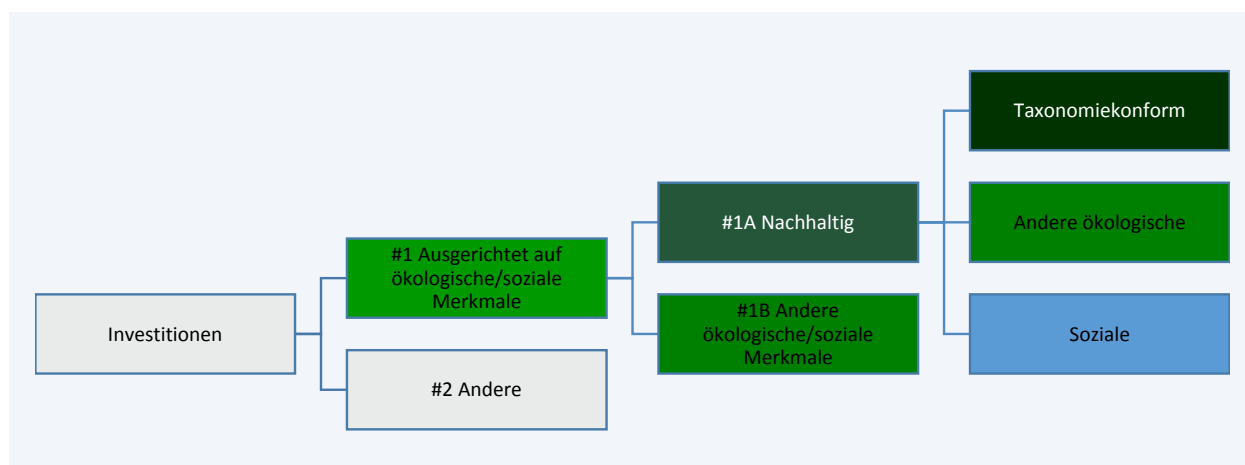 Investitionen
#1 Ausgerichtet auf
ökologische/soziale
Merkmale
#2 Andere
#1A Nachhaltig
#1B Andere
ökologische/soziale
Merkmale
Taxonomiekonform
Andere ökologische
Soziale